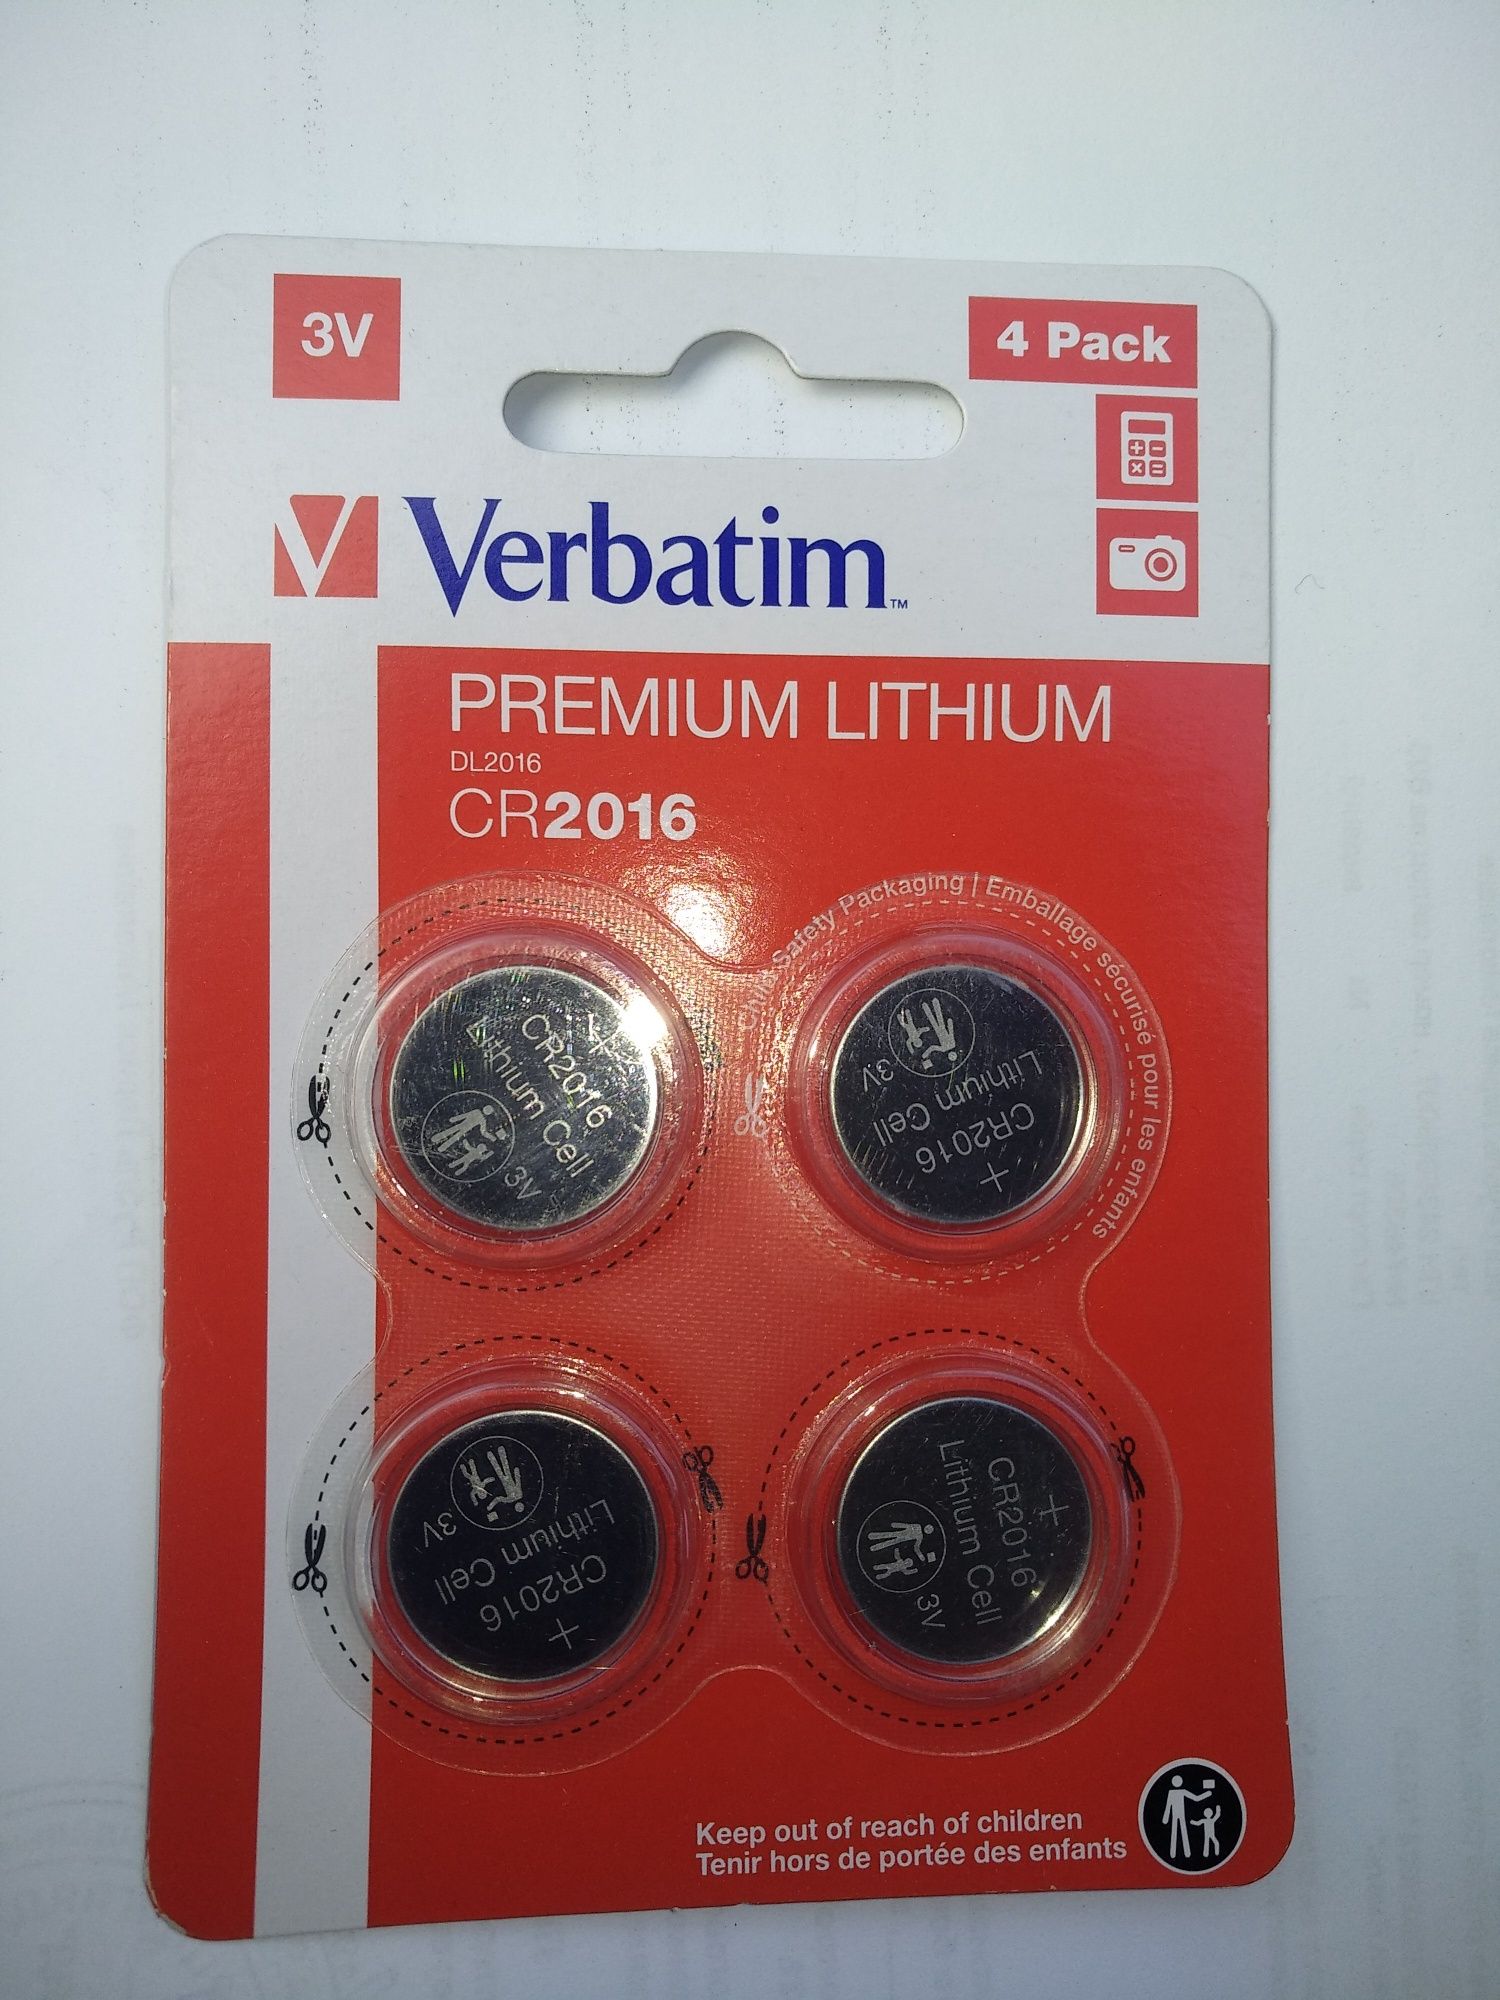 3V
4 Pack
Verbatim™
PREMIUM LITHIUM
DL2016
CR2016
Child Safety Packaging | Emballage sécurisé pour les enfants
+
CR2016
Lithium Cell
3V
+
CR2016
Lithium Cell
3V
+
CR2016
Lithium Cell
3V
+
CR2016
Lithium Cell
3V
Keep out of reach of children
Tenir hors de portée des enfants